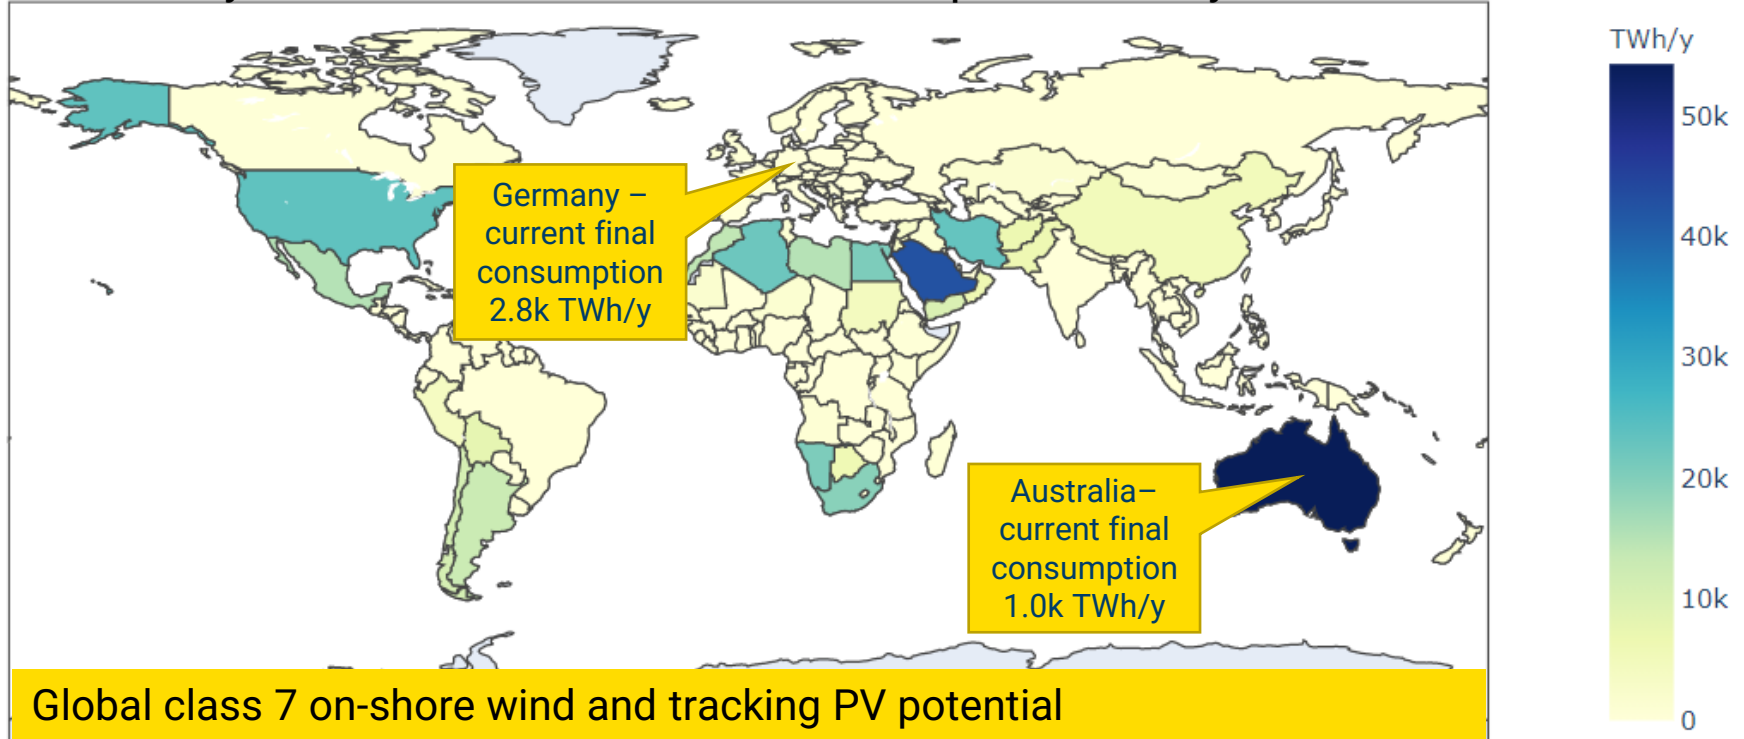 TWh/y
50k
40k
30k
20k
10k
0
Germany –
current final
consumption
2.8k TWh/y
Australia–
current final
consumption
1.0k TWh/y
Global class 7 on-shore wind and tracking PV potential